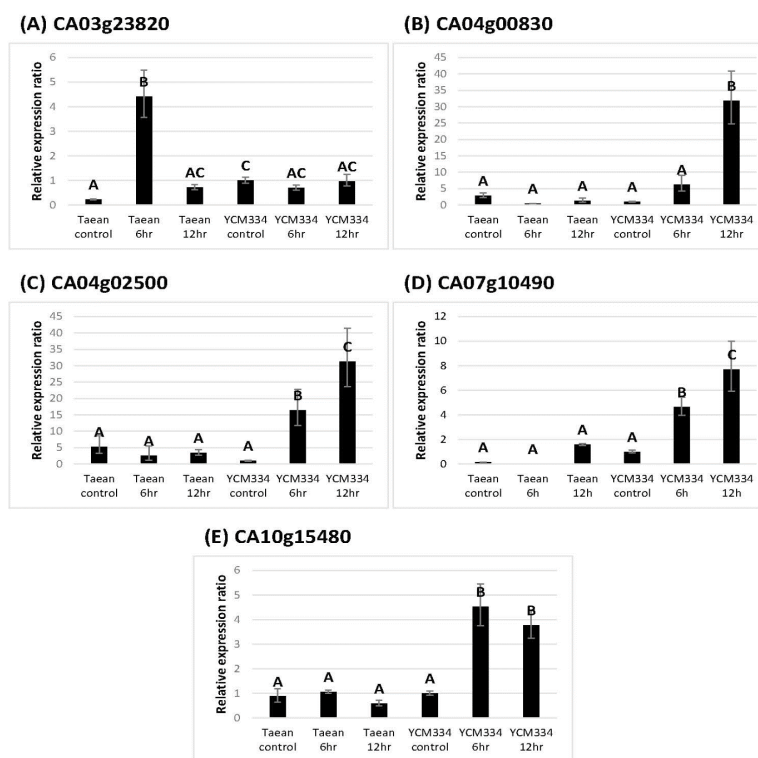 (A) CA03g23820
Relative expression ratio
6
5
4
3
2
1
0
A
B
AC
C
AC
AC
Taean control
Taean 6hr
Taean 12hr
YCM334 control
YCM334 6hr
YCM334 12hr
(B) CA04g00830
Relative expression ratio
45
40
35
30
25
20
15
10
5
0
A
A
A
A
A
B
Taean control
Taean 6hr
Taean 12hr
YCM334 control
YCM334 6hr
YCM334 12hr
(C) CA04g02500
Relative expression ratio
45
40
35
30
25
20
15
10
5
0
A
A
A
A
B
C
Taean control
Taean 6hr
Taean 12hr
YCM334 control
YCM334 6hr
YCM334 12hr
(D) CA07g10490
Relative expression ratio
12
10
8
6
4
2
0
A
A
A
A
B
C
Taean control
Taean 6h
Taean 12h
YCM334 control
YCM334 6h
YCM334 12h
(E) CA10g15480
Relative expression ratio
6
5
4
3
2
1
0
A
A
A
A
B
B
Taean control
Taean 6hr
Taean 12hr
YCM334 control
YCM334 6hr
YCM334 12hr